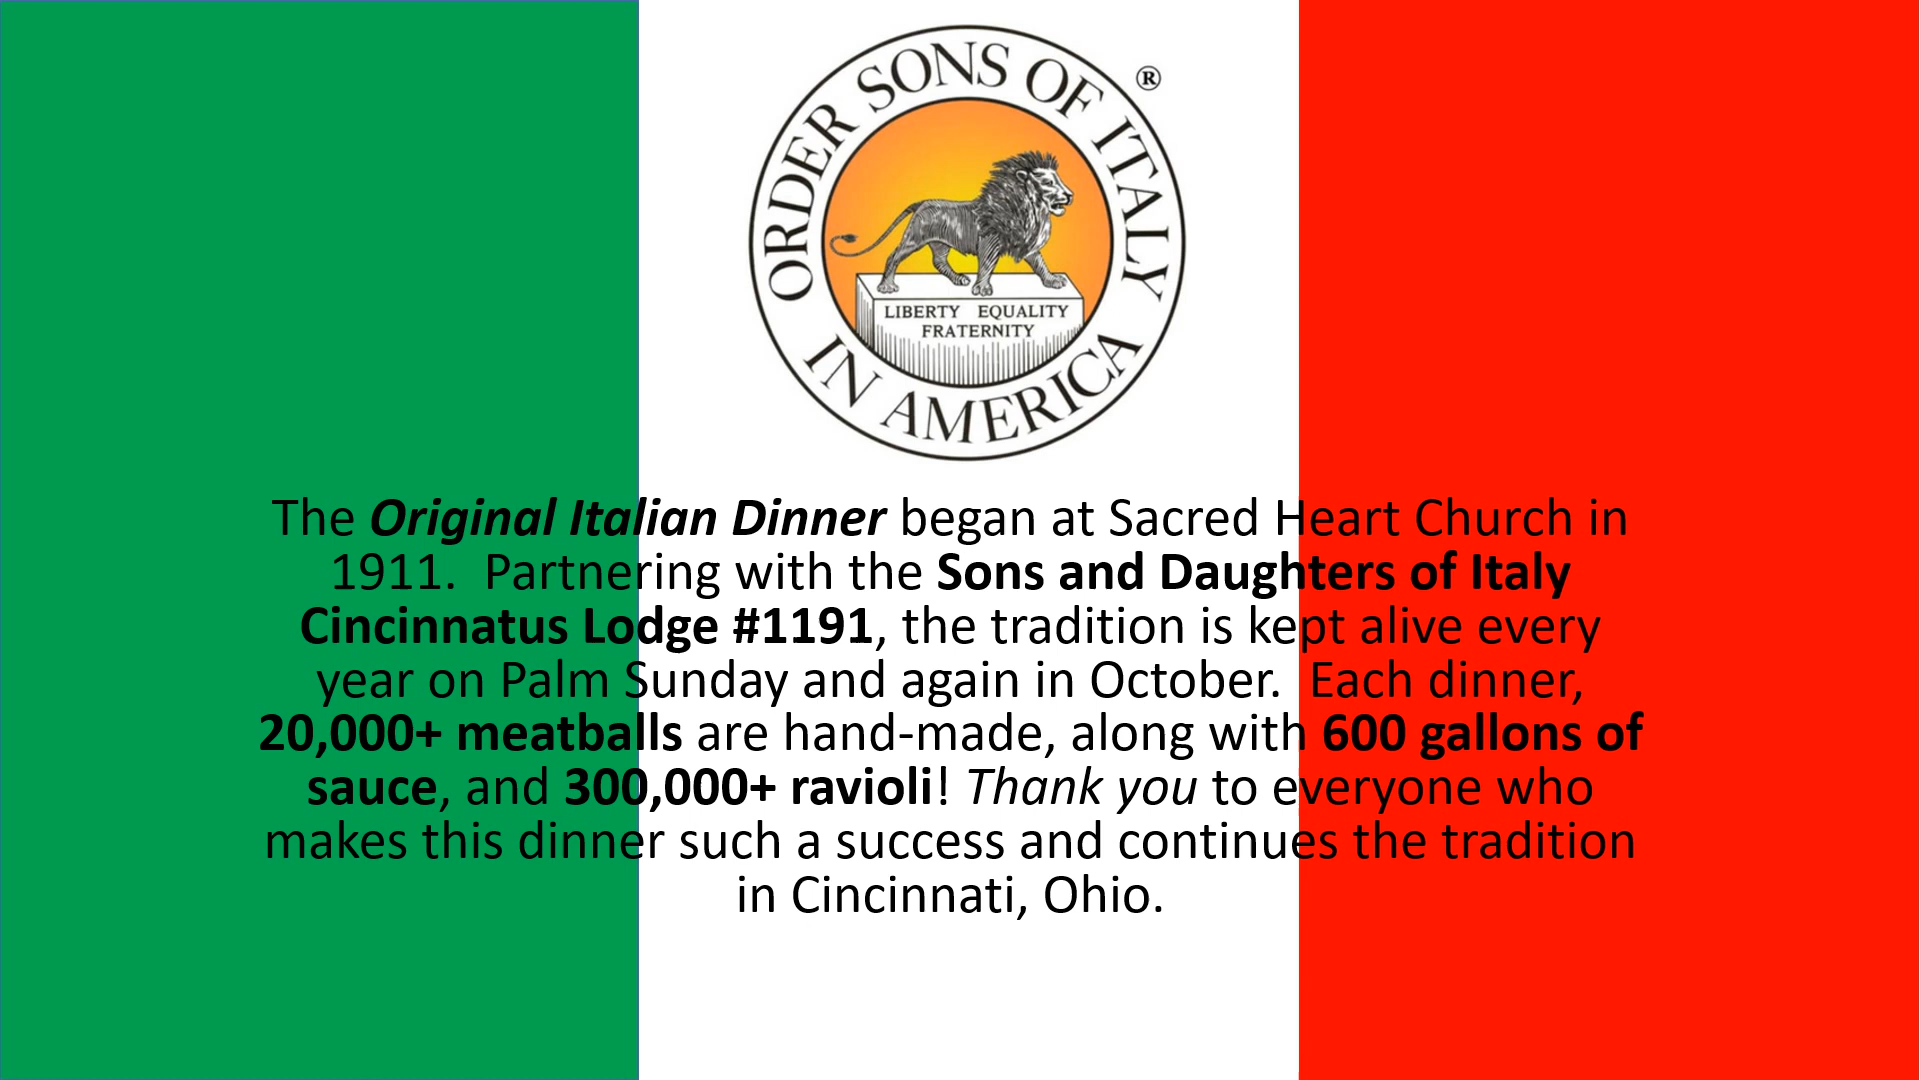 ORDER SONS OF ITALY
IN AMERICA
®
LIBERTY EQUALITY
FRATERNITY
The Original Italian Dinner began at Sacred Heart Church in
1911.  Partnering with the Sons and Daughters of Italy
Cincinnatus Lodge #1191, the tradition is kept alive every
year on Palm Sunday and again in October.  Each dinner,
20,000+ meatballs are hand-made, along with 600 gallons of
sauce, and 300,000+ ravioli! Thank you to everyone who
makes this dinner such a success and continues the tradition
in Cincinnati, Ohio.